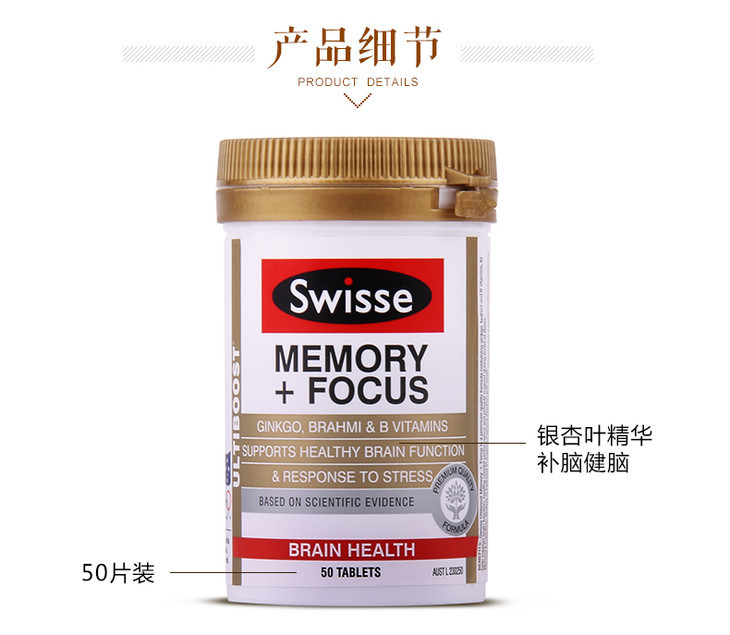 产品细节
PRODUCT DETAILS
Swisse
MEMORY
+ FOCUS
GINKGO, BRAHMI & B VITAMINS
SUPPORTS HEALTHY BRAIN FUNCTION
& RESPONSE TO STRESS
BASED ON SCIENTIFIC EVIDENCE
PREMIUM QUALITY
FORMULA
BRAIN HEALTH
50 TABLETS
AUST L 230250
ULTIBOOST
银杏叶精华
补脑健脑
50片装